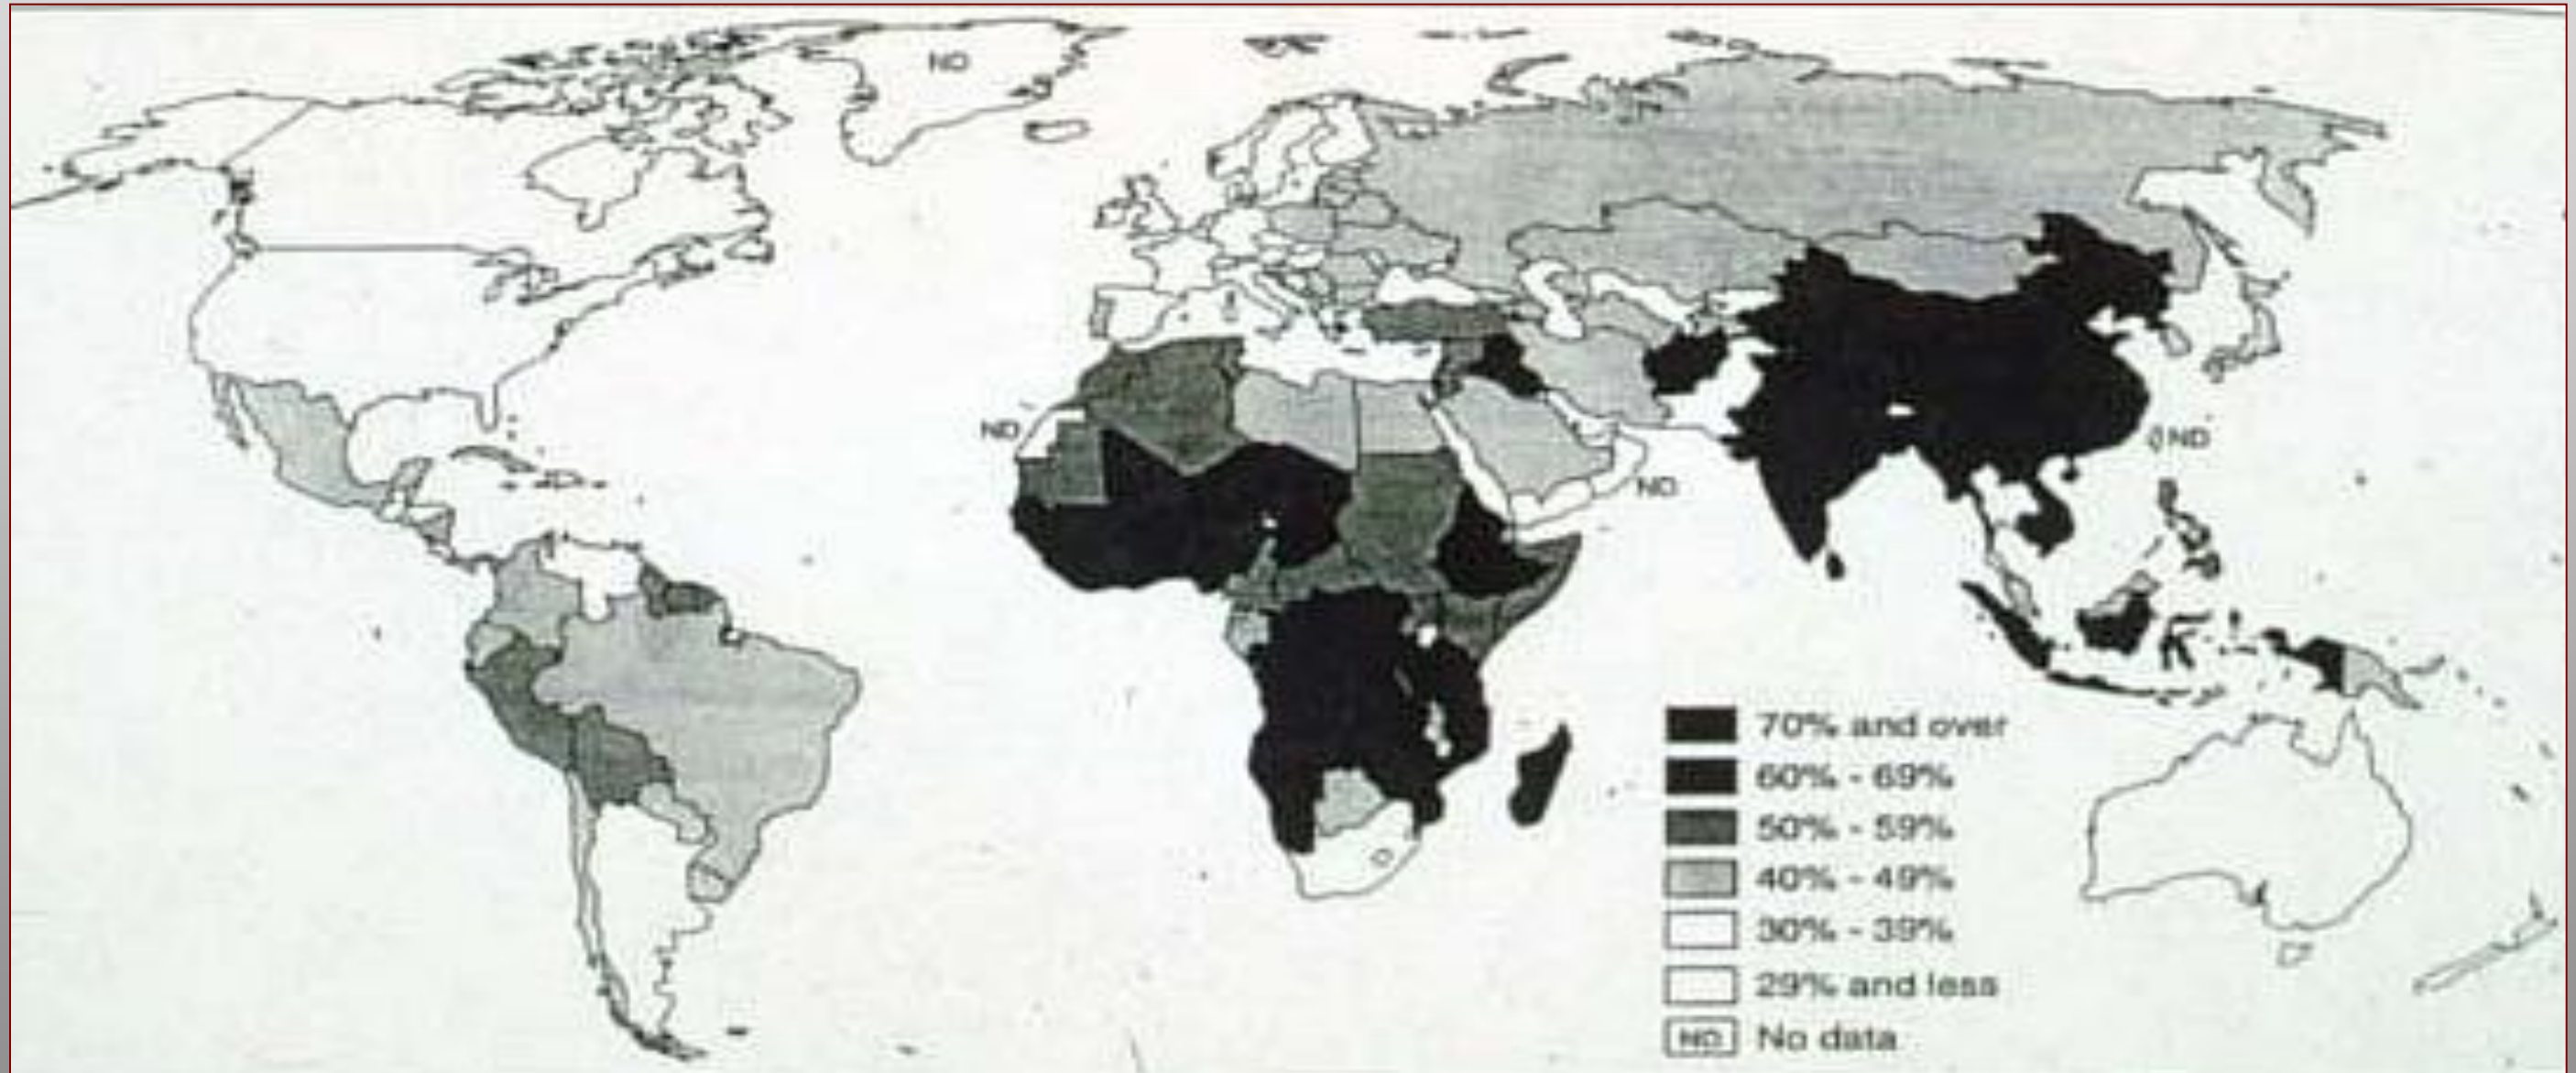 ND
ND
ND
ND
70% and over
60% - 69%
50% - 59%
40% - 49%
30% - 39%
29% and less
ND No data